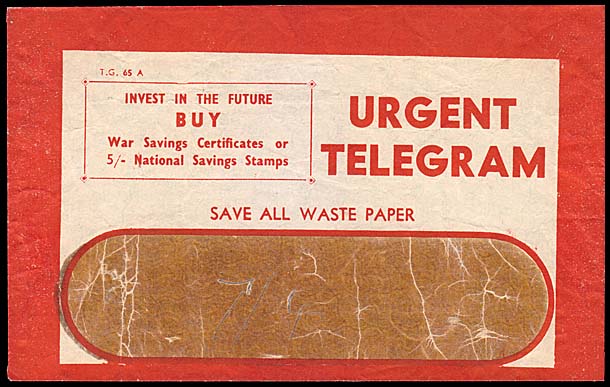 T.G. 65 A
INVEST IN THE FUTURE
BUY
War Savings Certificates or
5/- National Savings Stamps
URGENT
TELEGRAM
SAVE ALL WASTE PAPER